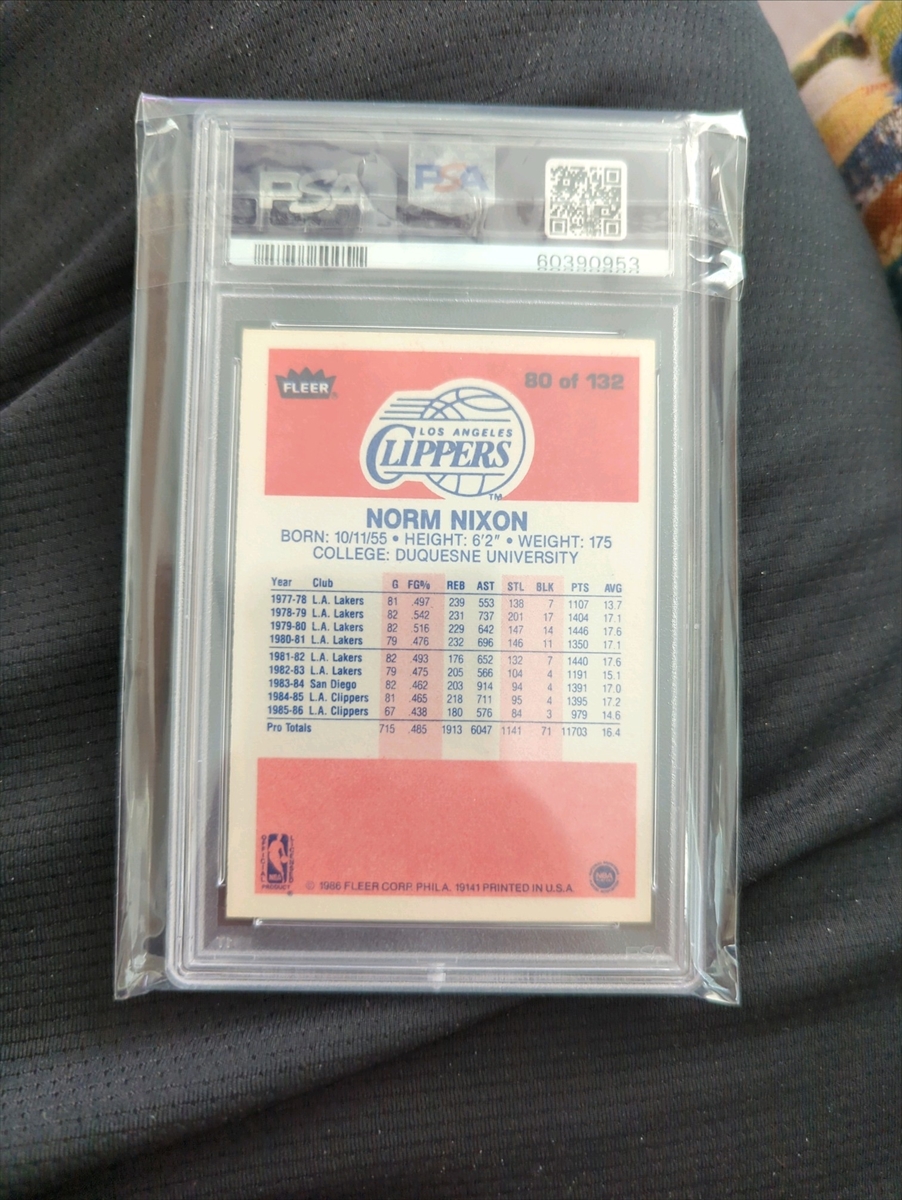 PSA
PSA
60390953
FLEER
80 of 132
LOS ANGELES
CLIPPERS
TM
NORM NIXON
BORN: 10/11/55 • HEIGHT: 6'2" • WEIGHT: 175
COLLEGE: DUQUESNE UNIVERSITY
Year Club G FG% REB AST STL BLK PTS AVG
1977-78 L.A. Lakers 81 .497 239 553 138 7 1107 13.7
1978-79 L.A. Lakers 82 .542 231 737 201 17 1404 17.1
1979-80 L.A. Lakers 82 .516 229 642 147 14 1446 17.6
1980-81 L.A. Lakers 79 .476 232 696 146 11 1350 17.1
1981-82 L.A. Lakers 82 .493 176 652 132 7 1440 17.6
1982-83 L.A. Lakers 79 .475 205 566 104 4 1191 15.1
1983-84 San Diego 82 .462 203 914 94 4 1391 17.0
1984-85 L.A. Clippers 81 .465 218 711 95 4 1395 17.2
1985-86 L.A. Clippers 67 .438 180 576 84 3 979 14.6
Pro Totals 715 .485 1913 6047 1141 71 11703 16.4
OFFICIAL
LICENSED
NBA
PRODUCT
© 1986 FLEER CORP. PHILA. 19141 PRINTED IN U.S.A.
NBA